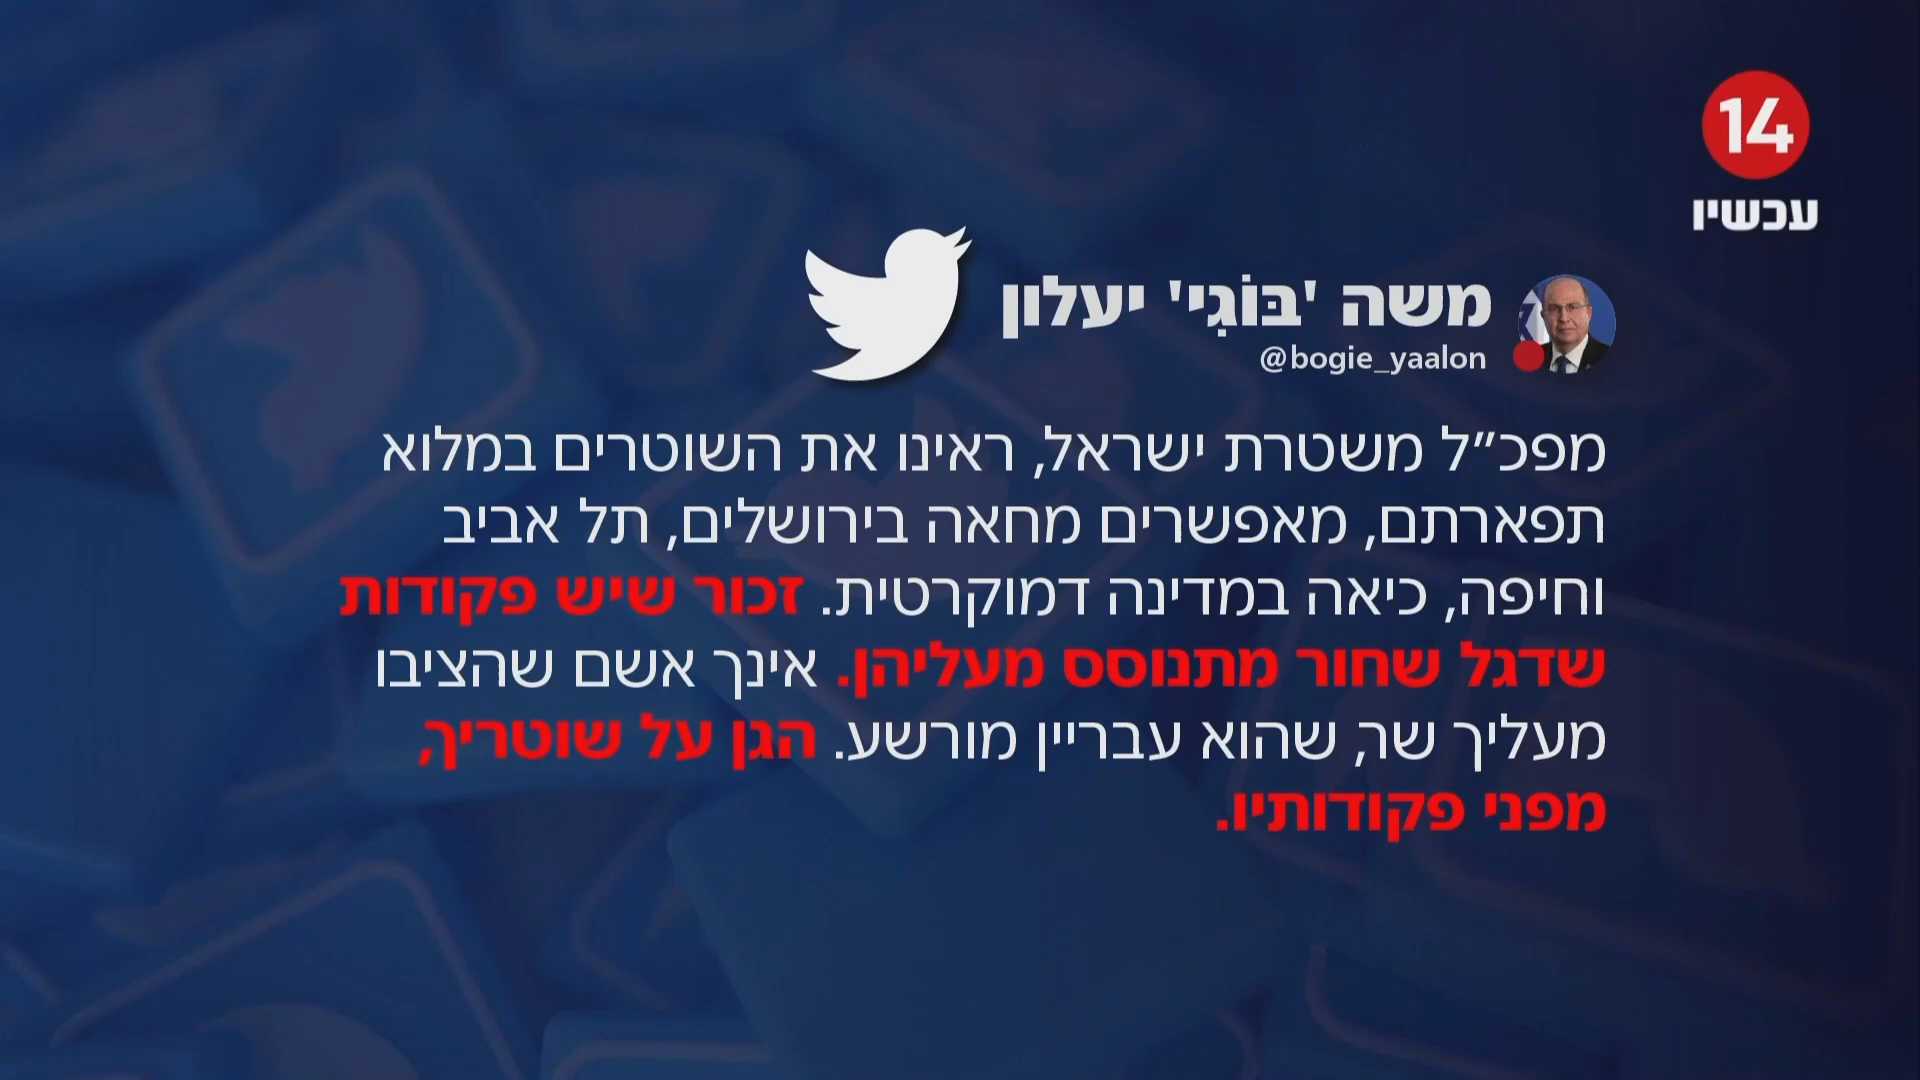 14
עכשיו
משה 'בּוֹגִי' יעלון
@bogie_yaalon
מפכ״ל משטרת ישראל, ראינו את השוטרים במלוא
תפארתם, מאפשרים מחאה בירושלים, תל אביב
וחיפה, כיאה במדינה דמוקרטית. זכור שיש פקודות
שדגל שחור מתנוסס מעליהן. אינך אשם שהציבו
מעליך שר, שהוא עבריין מורשע. הגן על שוטריך,
מפני פקודותיו.